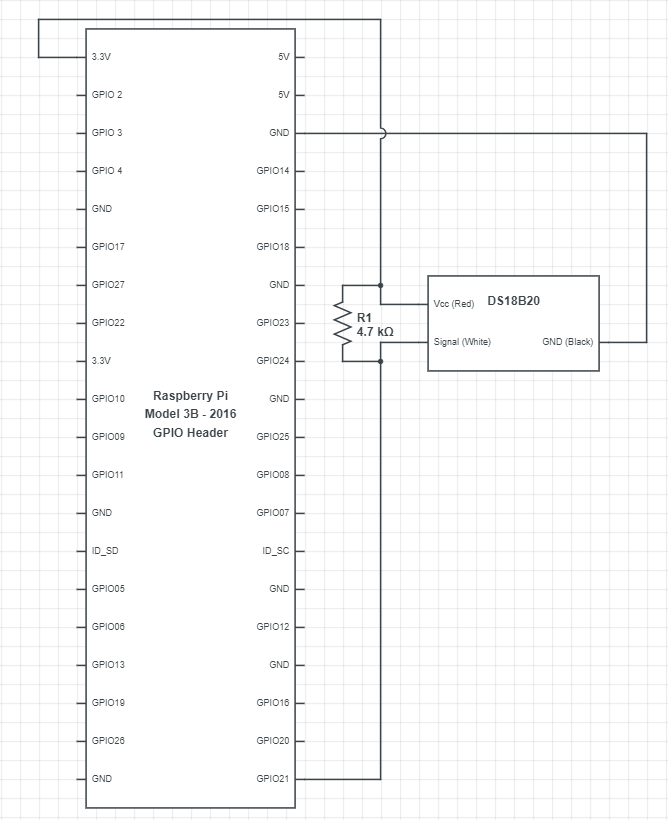 3.3V 5V
GPIO 2 5V
GPIO 3 GND
GPIO 4 GPIO14
GND GPIO15
GPIO17 GPIO18
GPIO27 GND
GPIO22 GPIO23
3.3V GPIO24
GPIO10 GND
GPIO09 GPIO25
GPIO11 GPIO08
GND GPIO07
ID_SD ID_SC
GPIO05 GND
GPIO06 GPIO12
GPIO13 GND
GPIO19 GPIO16
GPIO26 GPIO20
GND GPIO21
Raspberry Pi
Model 3B - 2016
GPIO Header
R1
4.7 kΩ
DS18B20
Vcc (Red)
Signal (White) GND (Black)